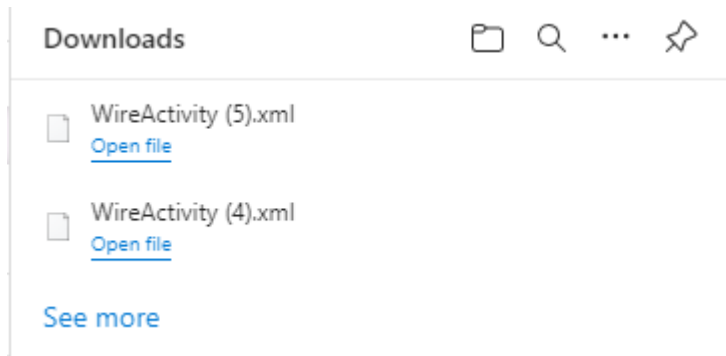 Downloads
WireActivity (5).xml
Open file
WireActivity (4).xml
Open file
See more